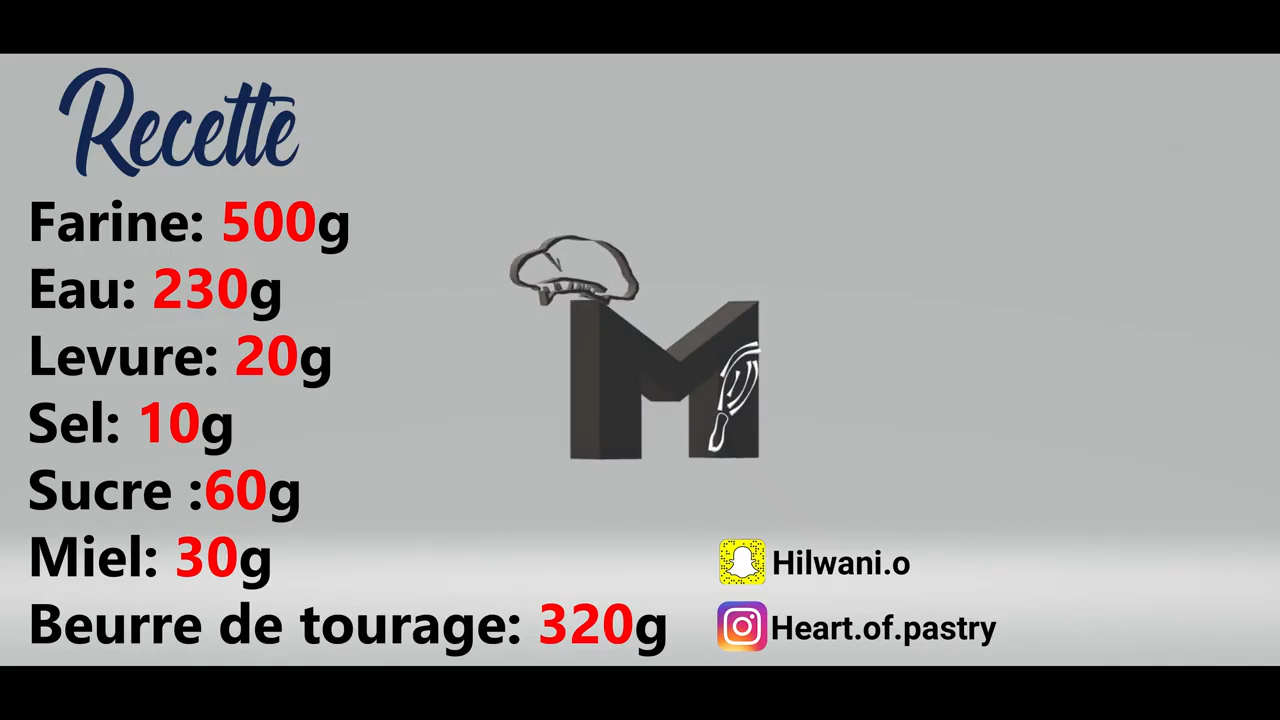 Recette
Farine: 500g
Eau: 230g
Levure: 20g
Sel: 10g
Sucre :60g
Miel: 30g
Beurre de tourage: 320g
M
Hilwani.o
Heart.of.pastry